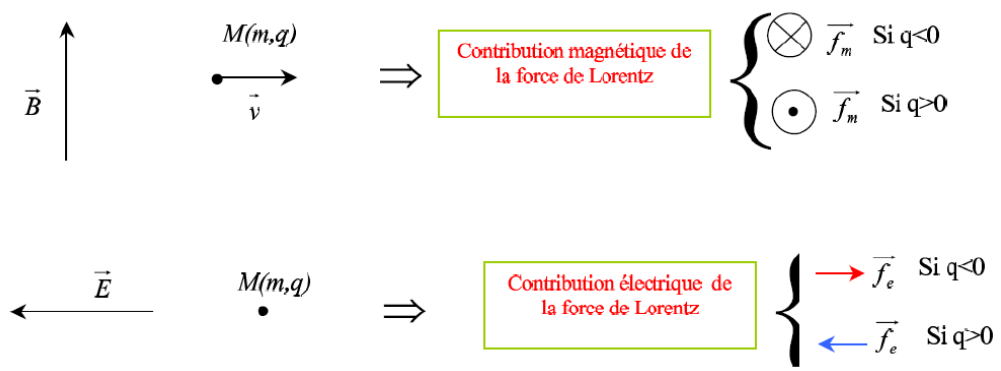 M(m,q)
Contribution magnétique de
la force de Lorentz
f_m Si q<0
B
v
f_m Si q>0
E
M(m,q)
Contribution électrique de
la force de Lorentz
f_e Si q<0
f_e Si q>0